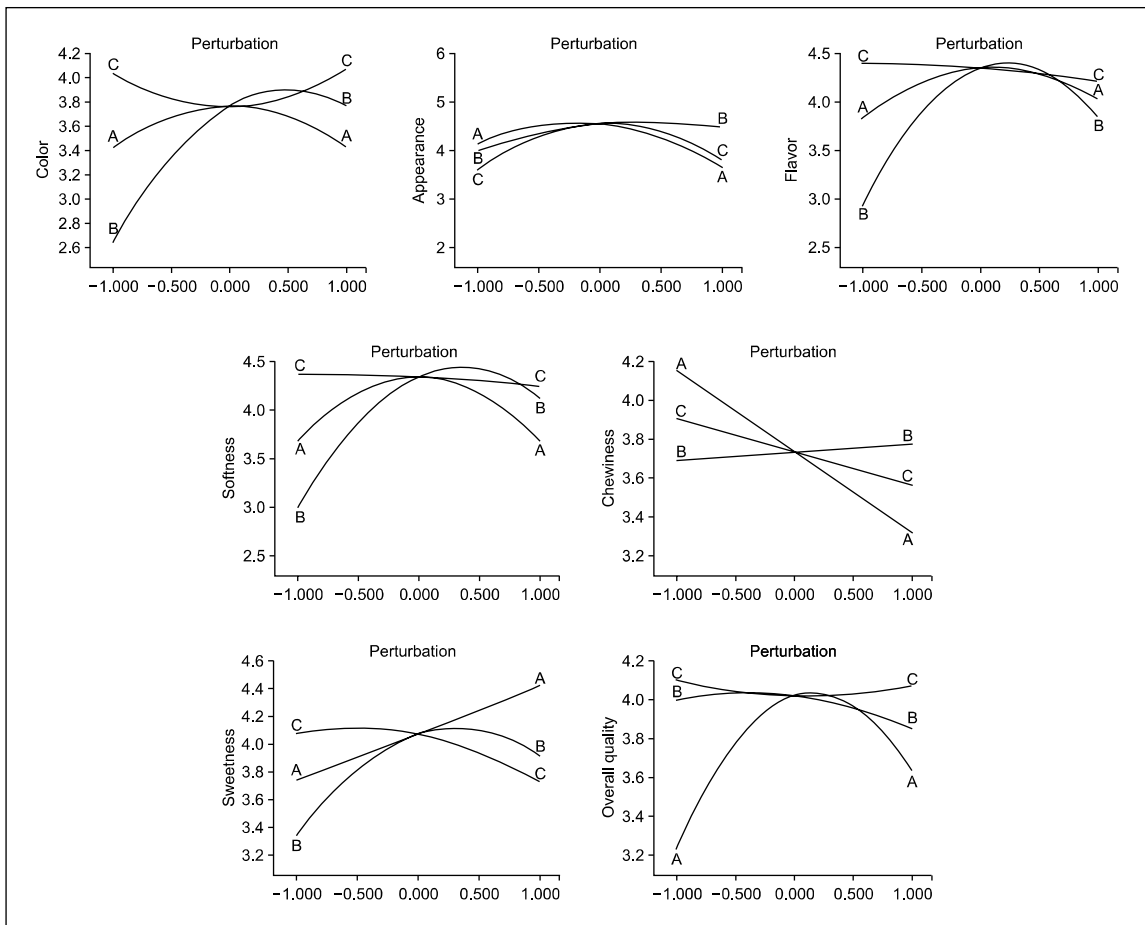 Perturbation
Color
4.2
4.0
3.8
3.6
3.4
3.2
3.0
2.8
2.6
C
A
B
C
B
A
−1.000 −0.500 0.000 0.500 1.000
Perturbation
Appearance
6
5
4
3
2
A
B
C
B
C
A
−1.000 −0.500 0.000 0.500 1.000
Perturbation
Flavor
4.5
4.0
4.5
3.0
2.5
C
A
B
C
A
B
−1.000 −0.500 0.000 0.500 1.000
Perturbation
Softness
4.5
4.0
3.5
3.0
2.5
C
A
B
C
B
A
−1.000 −0.500 0.000 0.500 1.000
Perturbation
Chewiness
4.2
4.0
3.8
3.6
3.4
3.2
A
C
B
B
C
A
−1.000 −0.500 0.000 0.500 1.000
Perturbation
Sweetness
4.6
4.4
4.2
4.0
3.8
3.6
3.4
3.2
C
A
B
A
B
C
−1.000 −0.500 0.000 0.500 1.000
Perturbation
Overall quality
4.2
4.0
3.8
3.6
3.4
3.2
C
B
A
C
B
A
−1.000 −0.500 0.000 0.500 1.000